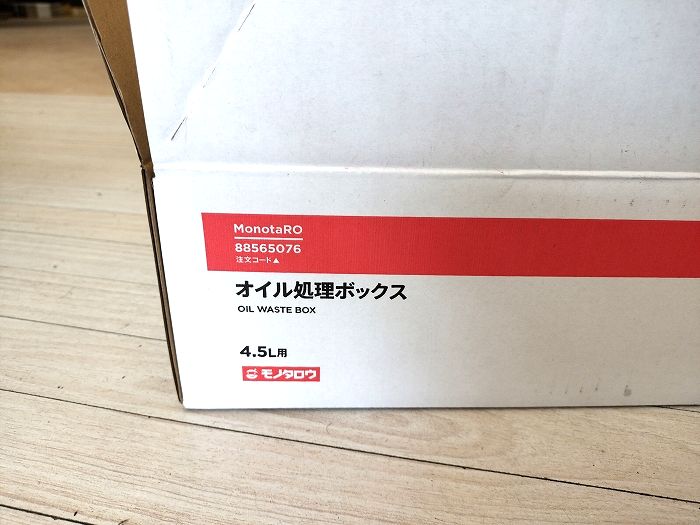 MonotaRO
88565076
注文コード▲
オイル処理ボックス
OIL WASTE BOX
4.5L用
モノタロウ